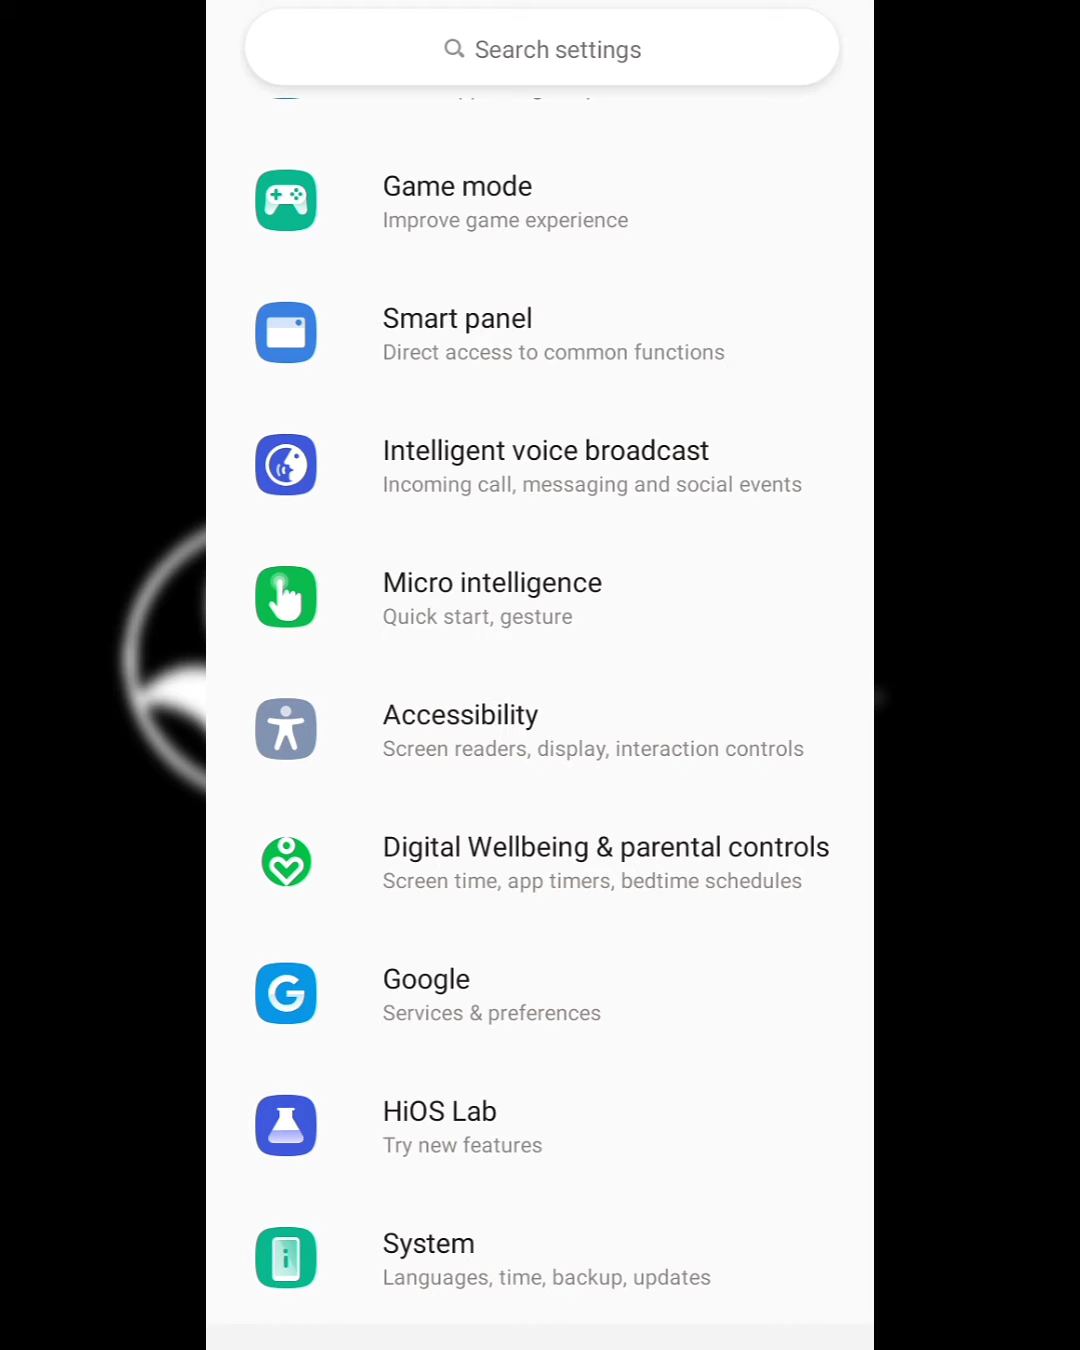 Search settings
Game mode
Improve game experience
Smart panel
Direct access to common functions
Intelligent voice broadcast
Incoming call, messaging and social events
Micro intelligence
Quick start, gesture
Accessibility
Screen readers, display, interaction controls
Digital Wellbeing & parental controls
Screen time, app timers, bedtime schedules
Google
Services & preferences
HiOS Lab
Try new features
System
Languages, time, backup, updates